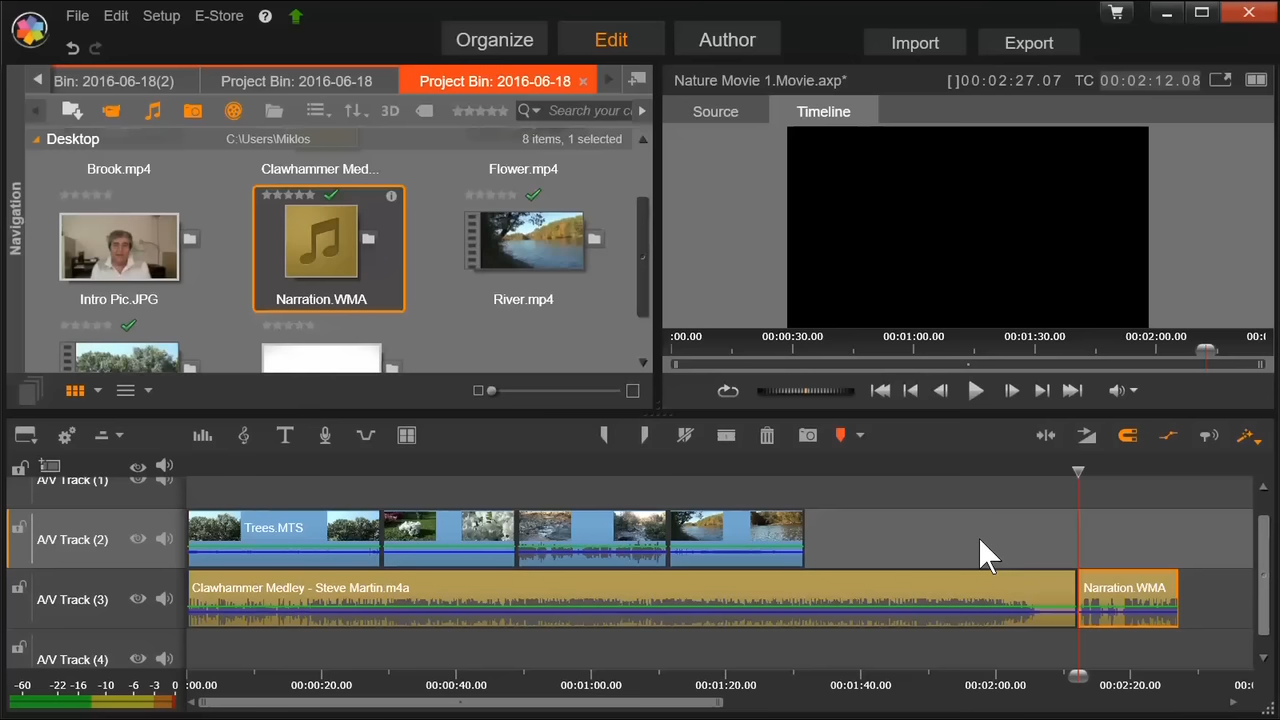 File Edit Setup E-Store ?
Organize Edit Author Import Export
Bin: 2016-06-18(2) Project Bin: 2016-06-18 Project Bin: 2016-06-18 ×
Nature Movie 1.Movie.axp* []00:02:27.07 TC 00:02:12.08
3D Search your c
Source Timeline
Desktop C:\Users\Miklos 8 items, 1 selected
Brook.mp4 Clawhammer Med... Flower.mp4
Navigation
Intro Pic.JPG Narration.WMA River.mp4
:00.00 00:00:30.00 00:01:00.00 00:01:30.00 00:02:00.00 00:
A/V Track (1)
A/V Track (2)
Trees.MTS
A/V Track (3)
Clawhammer Medley - Steve Martin.m4a
Narration.WMA
A/V Track (4)
-60 -22 -16 -10 -6 -3 0
:00.00 00:00:20.00 00:00:40.00 00:01:00.00 00:01:20.00 00:01:40.00 00:02:00.00 00:02:20.00 00:0